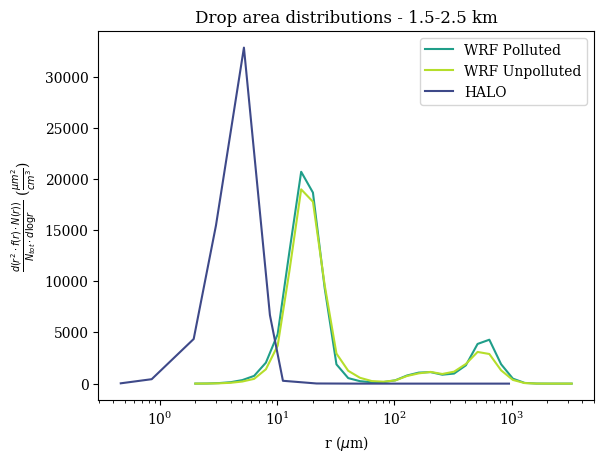 Drop area distributions - 1.5-2.5 km
WRF Polluted
WRF Unpolluted
HALO
30000
25000
20000
15000
10000
5000
0
d(r² · f(r) · N(r)) / N_tot · dlogr (μm²/cm³)
10⁰ 10¹ 10² 10³
r (μm)